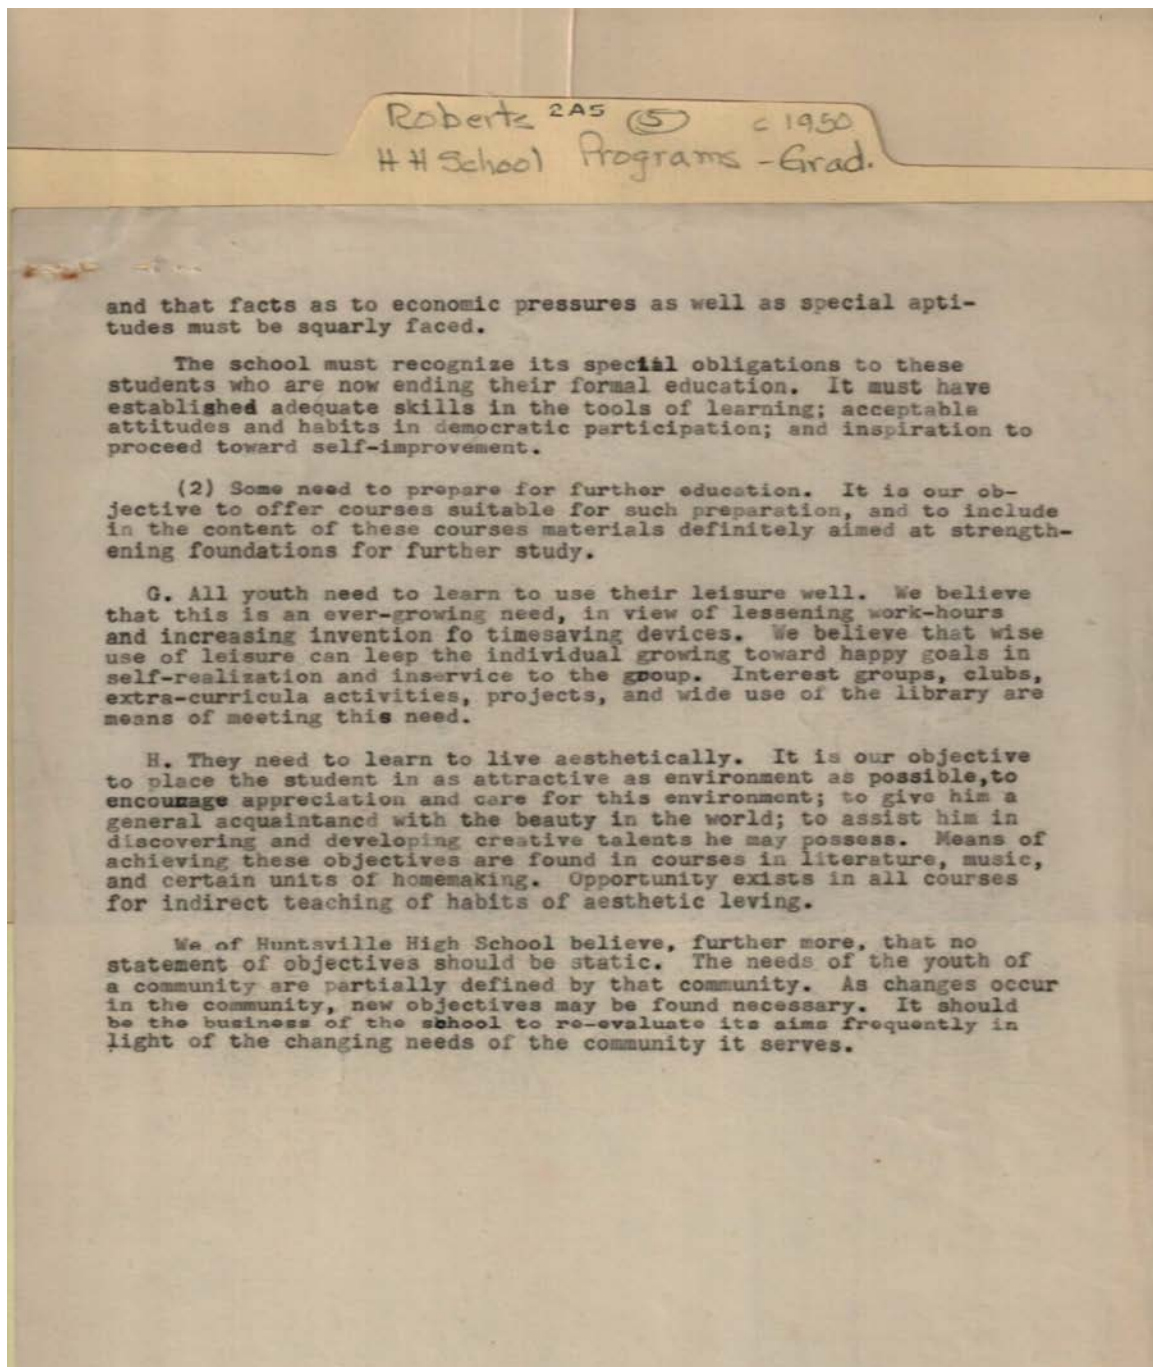 Roberts 2A5 (5) c 1950
H H School Programs - Grad.
and that facts as to economic pressures as well as special apti-
tudes must be squarly faced.
The school must recognize its special obligations to these
students who are now ending their formal education. It must have
established adequate skills in the tools of learning; acceptable
attitudes and habits in democratic participation; and inspiration to
proceed toward self-improvement.
(2) Some need to prepare for further education. It is our ob-
jective to offer courses suitable for such preparation, and to include
in the content of these courses materials definitely aimed at strength-
ening foundations for further study.
G. All youth need to learn to use their leisure well. We believe
that this is an ever-growing need, in view of lessening work-hours
and increasing invention fo timesaving devices. We believe that wise
use of leisure can leep the individual growing toward happy goals in
self-realization and inservice to the group. Interest groups, clubs,
extra-curricula activities, projects, and wide use of the library are
means of meeting this need.
H. They need to learn to live aesthetically. It is our objective
to place the student in as attractive as environment as possible,to
encourage appreciation and care for this environment; to give him a
general acquaintancd with the beauty in the world; to assist him in
discovering and developing creative talents he may possess. Means of
achieving these objectives are found in courses in literature, music,
and certain units of homemaking. Opportunity exists in all courses
for indirect teaching of habits of aesthetic leving.
We of Huntsville High School believe, further more, that no
statement of objectives should be static. The needs of the youth of
a community are partially defined by that community. As changes occur
in the community, new objectives may be found necessary. It should
be the business of the school to re-evaluate its aims frequently in
light of the changing needs of the community it serves.